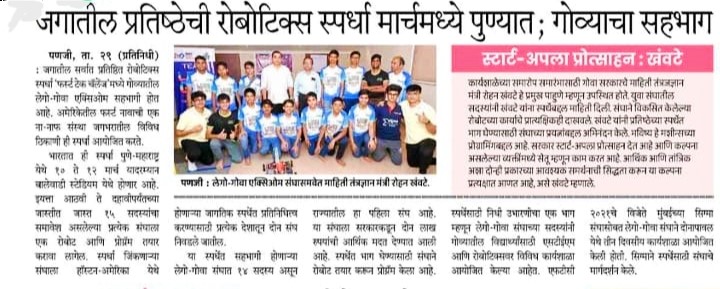 जगातील प्रतिष्ठेची रोबोटिक्स स्पर्धा मार्चमध्ये पुण्यात; गोव्याचा सहभाग
पणजी, ता. २९ (प्रतिनिधी)
: जगातील सर्वात प्रतिष्ठित रोबोटिक्स
स्पर्धा 'फर्स्ट टेक चॅलेंज'मध्ये गोव्यातील
लेगो-गोवा एक्सिओम सहभागी होत
आहे. अमेरिकेतील फर्स्ट नावाची एक
ना-नफा संस्था जगभरातील विविध
ठिकाणी ही स्पर्धा आयोजित करते.
भारतात ही स्पर्धा पुणे-महाराष्ट्र
येथे १० ते १२ मार्च यादरम्यान
बालेवाडी स्टेडियम येथे होणार आहे.
इयत्ता आठवी ते दहावीपर्यंतच्या
जास्तीत जास्त १५ सदस्यांचा
समावेश असलेल्या प्रत्येक संघाला
एक रोबोट आणि प्रोग्रॅम तयार
करावा लागेल. स्पर्धा जिंकणाऱ्या
संघाला हॉस्टन-अमेरिका येथे
पणजी : लेगो-गोवा एक्सिओम संघासमवेत माहिती तंत्रज्ञान मंत्री रोहन खंवटे.
होणाऱ्या जागतिक स्पर्धेत प्रतिनिधित्व
करण्यासाठी प्रत्येक देशातून दोन संघ
निवडले जातील.
या स्पर्धेत सहभागी होणाऱ्या
लेगो-गोवा संघात १४ सदस्य असून
राज्यातील हा पहिला संघ आहे.
या संघाला सरकारकडून दोन लाख
रुपयांची आर्थिक मदत देण्यात आली
आहे. स्पर्धेत भाग घेण्यासाठी संघाने
रोबोट तयार करून प्रोग्रॅम केला आहे.
स्टार्ट-अपला प्रोत्साहन : खंवटे
कार्यशाळेच्या समारोप समारंभासाठी गोवा सरकारचे माहिती तंत्रज्ञान
मंत्री रोहन खंवटे हे प्रमुख पाहुणे म्हणून उपस्थित होते. युवा संघातील
सदस्यांनी खंवटे यांना स्पर्धेबद्दल माहिती दिली. संघाने विकसित केलेल्या
रोबोटच्या कार्याचे प्रात्यक्षिकही दाखवले. खंवटे यांनी प्रतिष्ठेच्या स्पर्धेत
भाग घेण्यासाठी संघाच्या प्रयत्नांबद्दल अभिनंदन केले. भविष्य हे मशीनच्या
प्रोग्रामिंगबद्दल आहे. सरकार स्टार्ट-अपला प्रोत्साहन देत आहे आणि कल्पना
असलेल्या व्यक्तींमध्ये सेतू म्हणून काम करत आहे. आर्थिक आणि तांत्रिक
अशा दोन्ही प्रकारच्या आवश्यक समर्थनाची सिद्धता करून या कल्पना
प्रत्यक्षात आणत आहे, असे खंवटे म्हणाले.
स्पर्धेसाठी निधी उभारणीचा एक भाग
म्हणून लेगो-गोवा संघाच्या सदस्यांनी
गोव्यातील विद्यार्थ्यांसाठी एसटीईएम
आणि रोबोटिक्सवर विविध कार्यशाळा
आयोजित केल्या आहेत. एफटीसी
२०२१चे विजेते मुंबईच्या सिग्मा
संघासोबत लेगो-गोवा संघाने दोनापावल
येथे तीन दिवसीय कार्यशाळा आयोजित
केली होती. सिग्माने स्पर्धेसाठी संघाचे
मार्गदर्शन केले.